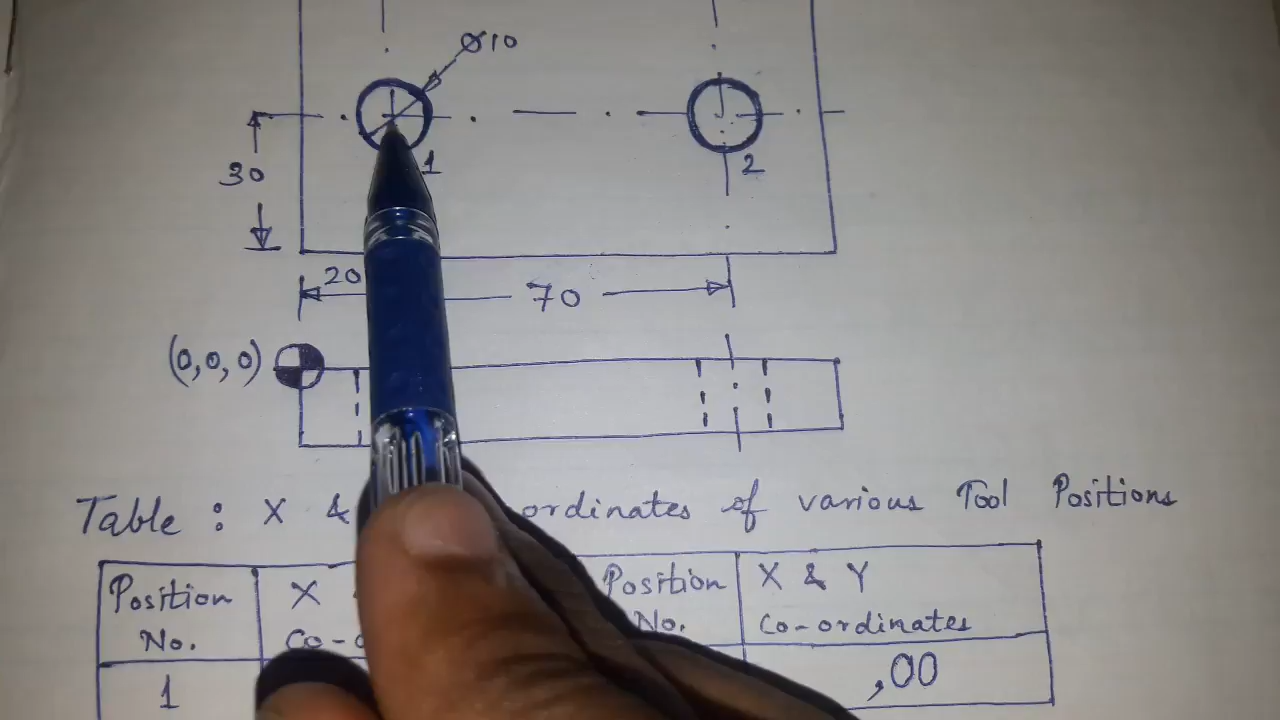 Ø10
1
2
30
20
70
(0,0,0)
Table : X & ordinates of various Tool Positions
Position No.
X
Co-
Position No.
X & Y
Co-ordinates
1
,00